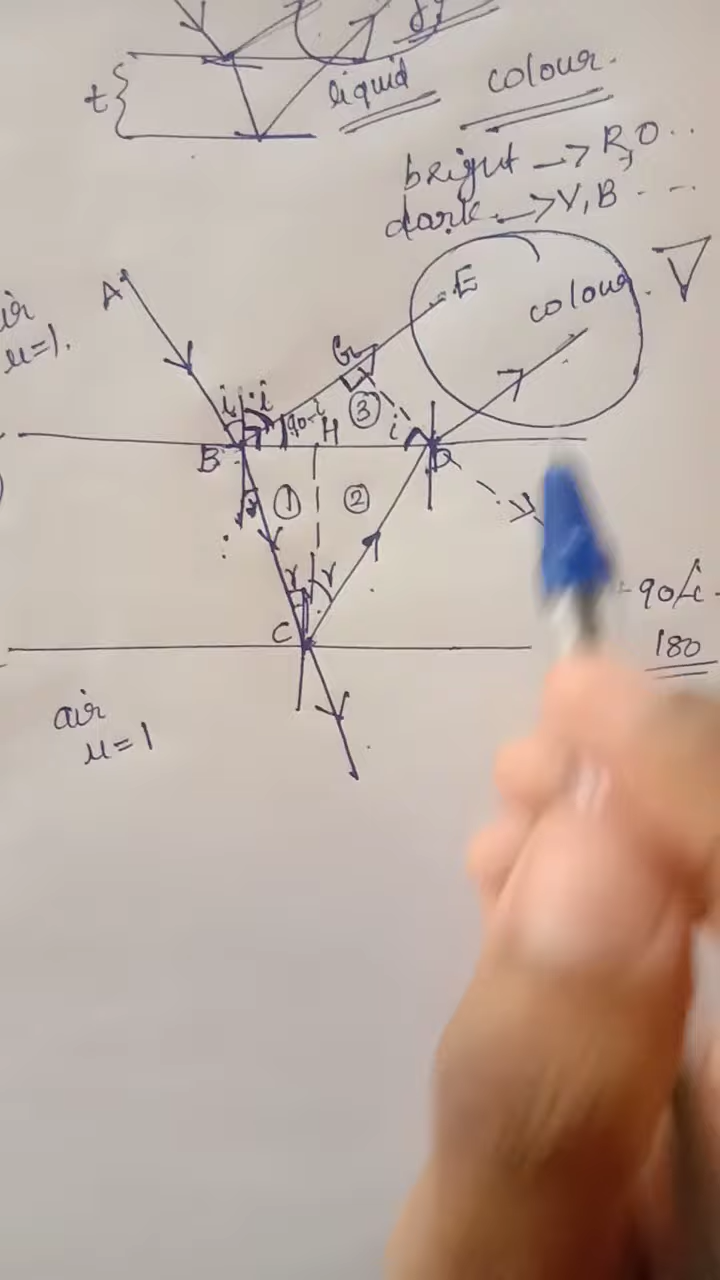 t
liquid
colour.
bright → R, O . .
dark → V, B . - -
air
μ=1.
A
E
colour.
G
i
i
90-i
③
H
i
B
D
①
②
r
r
r
C
90/i -
180
air
μ=1